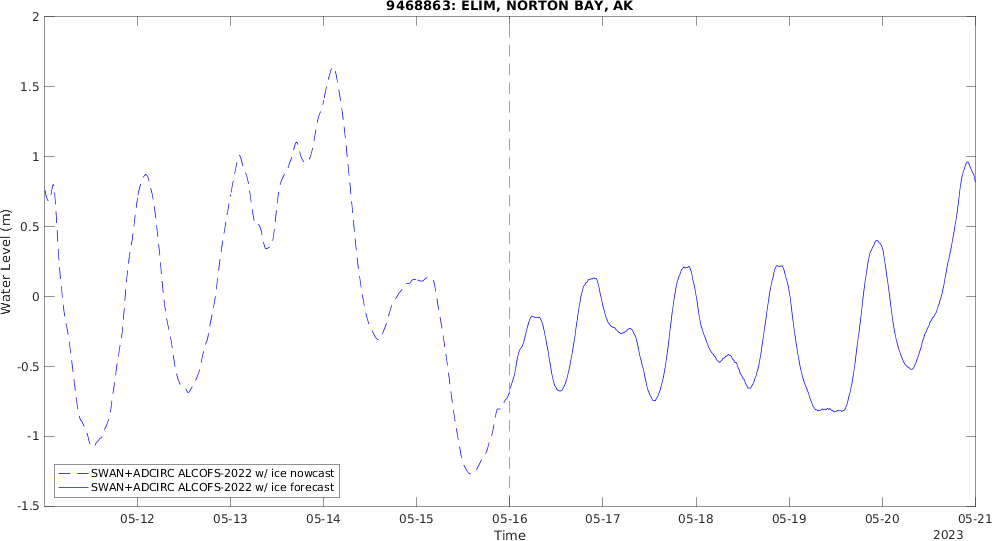 9468863: ELIM, NORTON BAY, AK
2
1.5
1
0.5
0
-0.5
-1
-1.5
Water Level (m)
SWAN+ADCIRC ALCOFS-2022 w/ ice nowcast
SWAN+ADCIRC ALCOFS-2022 w/ ice forecast
05-12 05-13 05-14 05-15 05-16 05-17 05-18 05-19 05-20 05-21
Time
2023